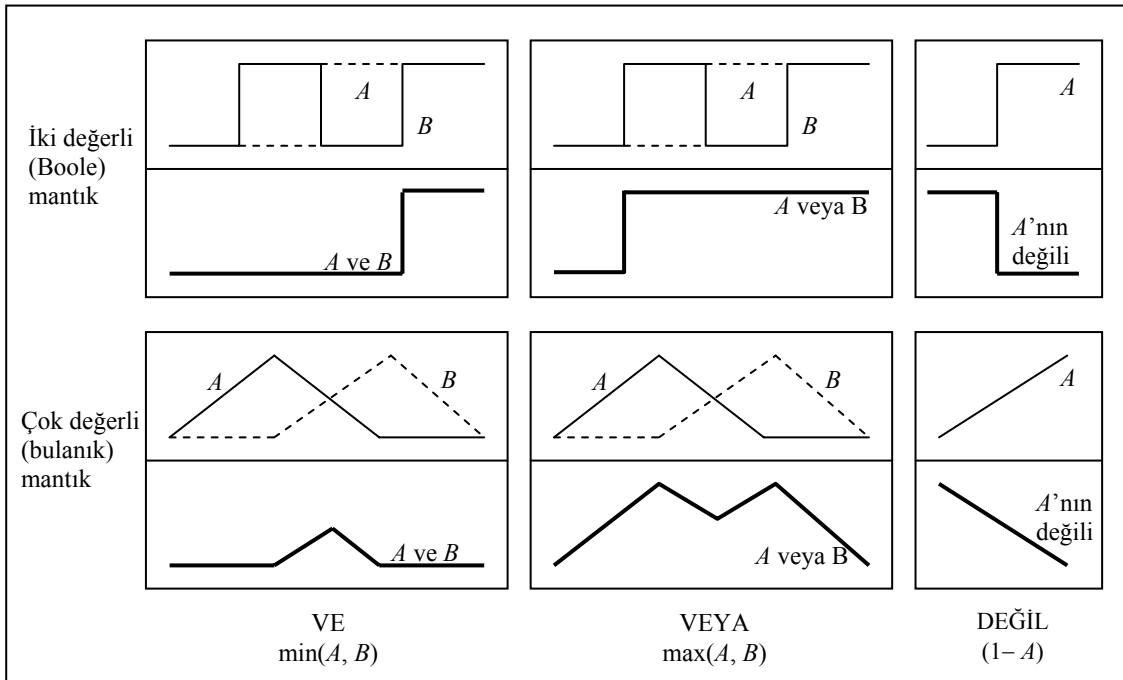 A
B
İki değerli
(Boole)
mantık
A ve B
A
B
A veya B
A
A’nın
değili
Çok değerli
(bulanık)
mantık
A
B
A ve B
A
B
A veya B
A
A’nın
değili
VE
min(A, B)
VEYA
max(A, B)
DEĞİL
(1– A)